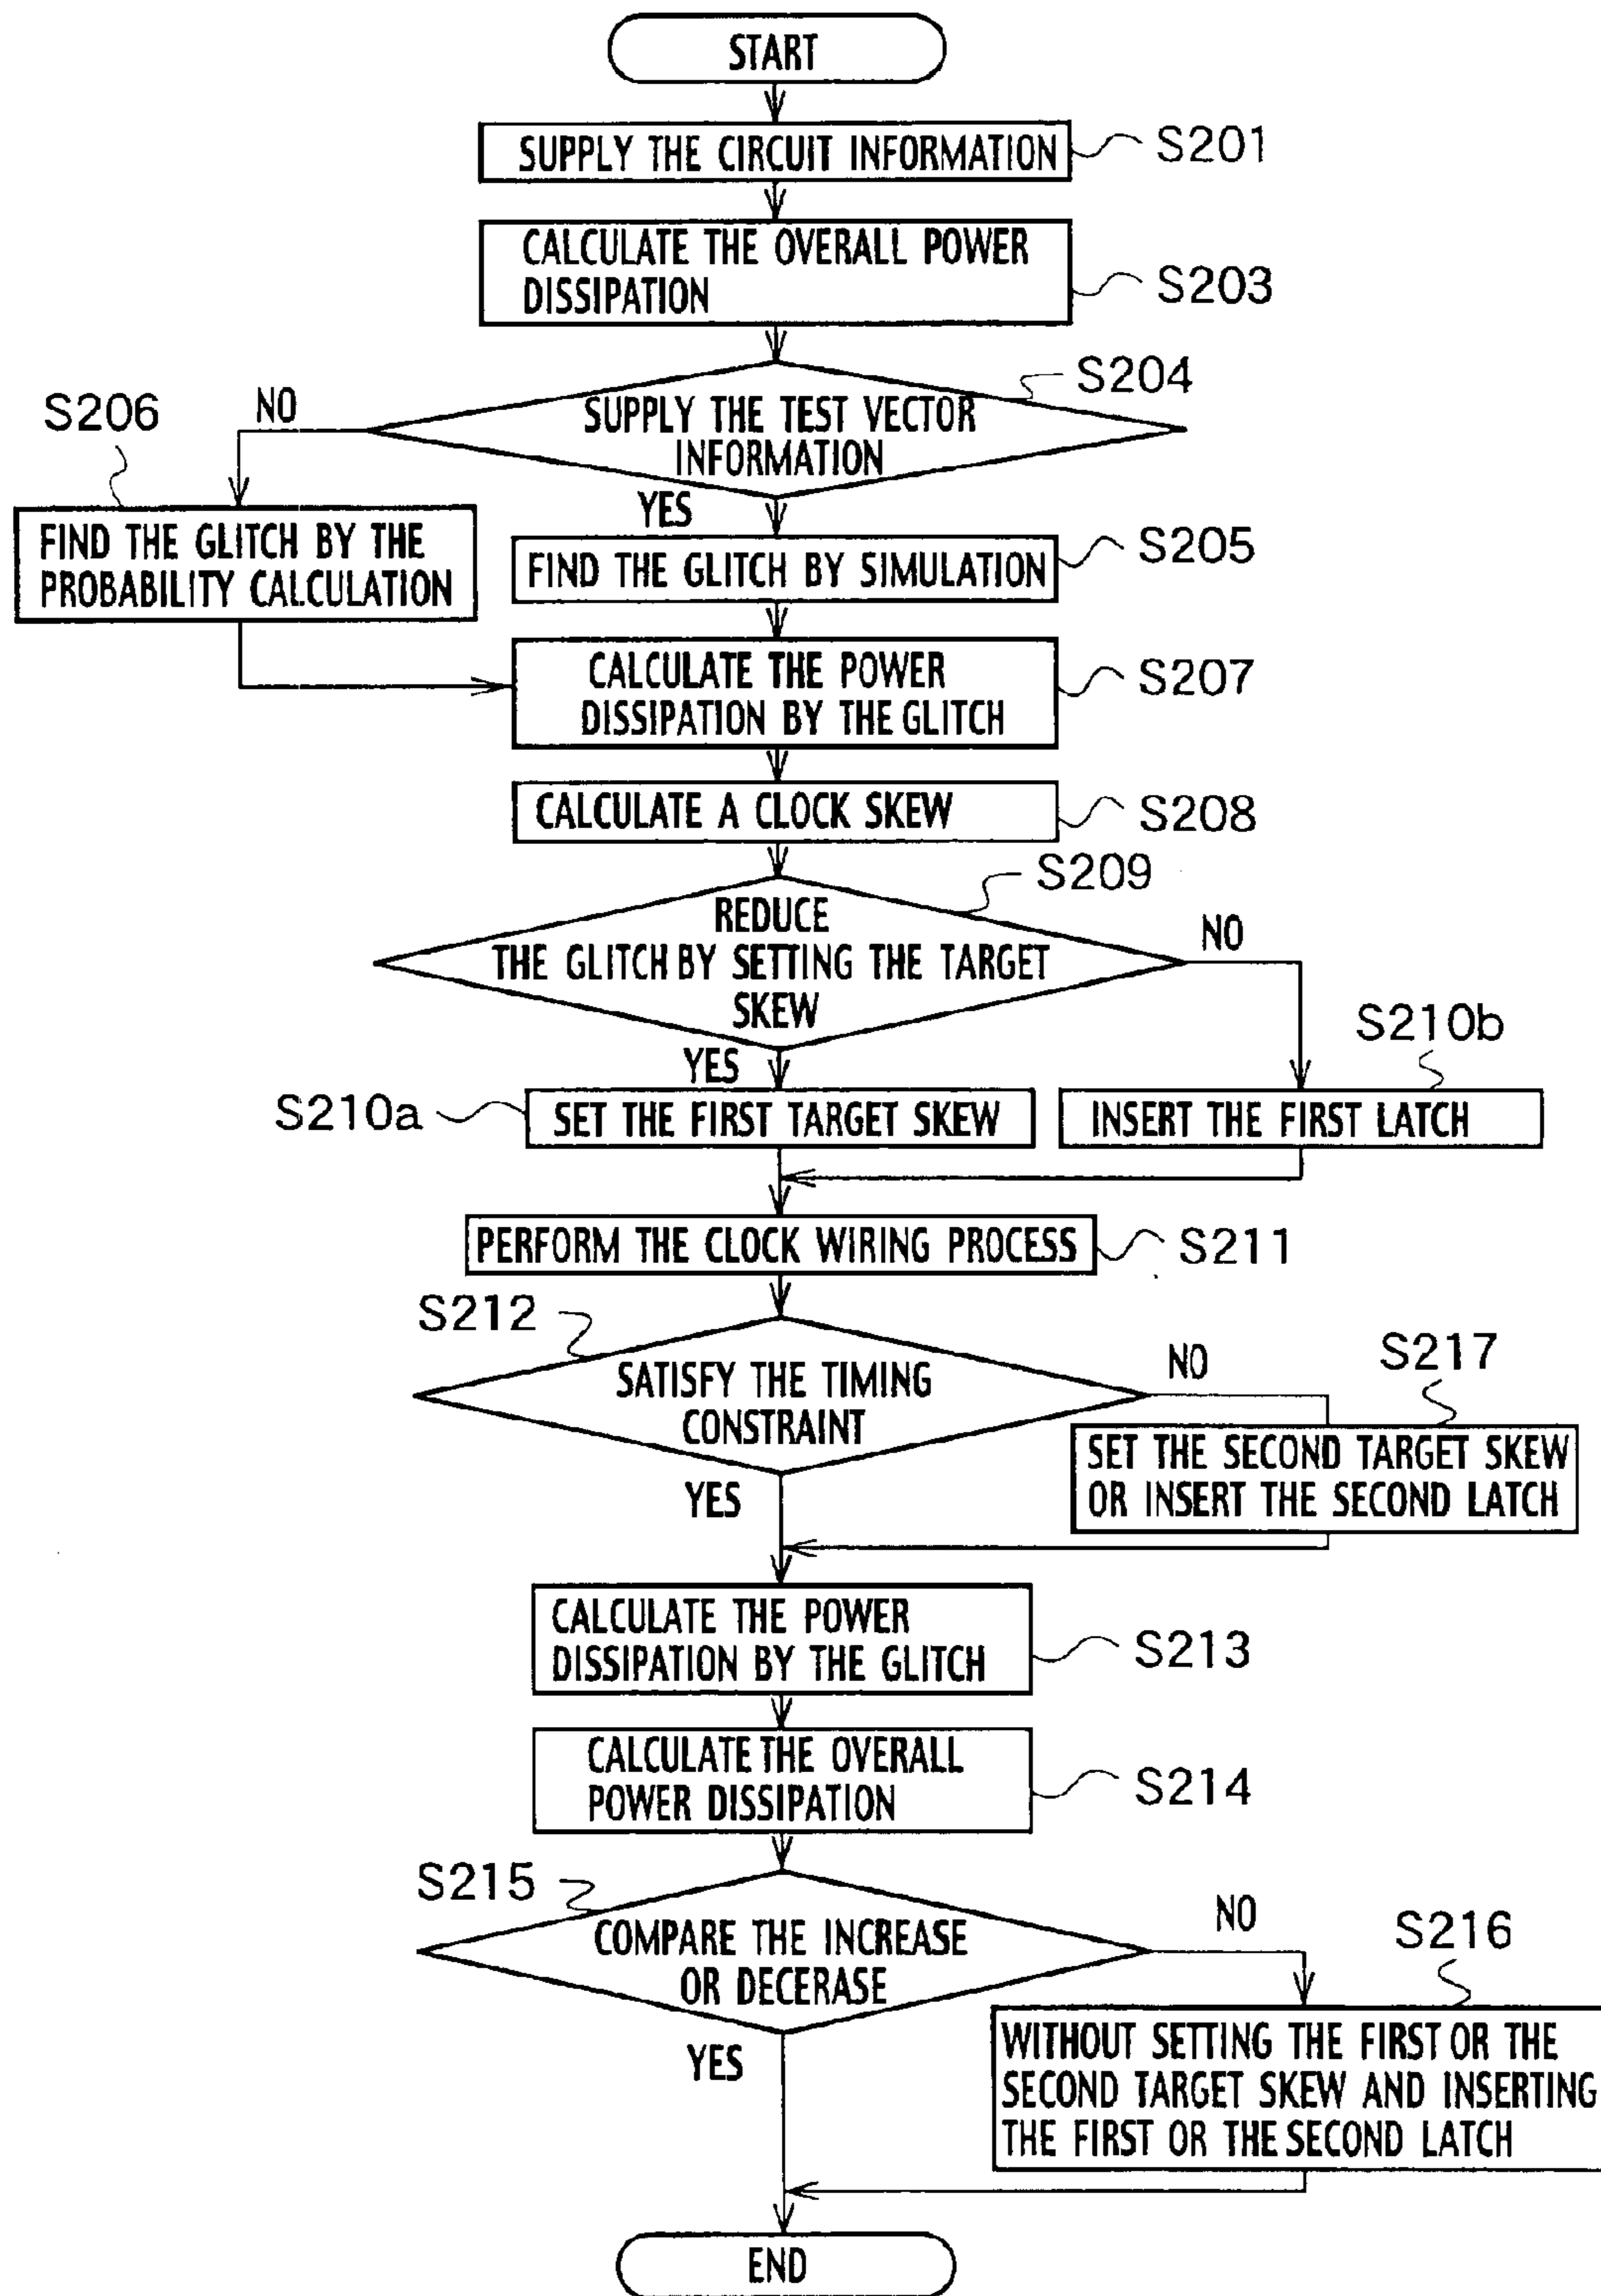 START
SUPPLY THE CIRCUIT INFORMATION
S201
CALCULATE THE OVERALL POWER
DISSIPATION
S203
S204
SUPPLY THE TEST VECTOR
INFORMATION
NO
S206
YES
FIND THE GLITCH BY THE
PROBABILITY CALCULATION
FIND THE GLITCH BY SIMULATION
S205
CALCULATE THE POWER
DISSIPATION BY THE GLITCH
S207
CALCULATE A CLOCK SKEW
S208
S209
REDUCE
THE GLITCH BY SETTING THE TARGET
SKEW
NO
YES
S210b
S210a
SET THE FIRST TARGET SKEW
INSERT THE FIRST LATCH
PERFORM THE CLOCK WIRING PROCESS
S211
S212
SATISFY THE TIMING
CONSTRAINT
NO
S217
YES
SET THE SECOND TARGET SKEW
OR INSERT THE SECOND LATCH
CALCULATE THE POWER
DISSIPATION BY THE GLITCH
S213
CALCULATE THE OVERALL
POWER DISSIPATION
S214
S215
COMPARE THE INCREASE
OR DECERASE
NO
S216
YES
WITHOUT SETTING THE FIRST OR THE
SECOND TARGET SKEW AND INSERTING
THE FIRST OR THE SECOND LATCH
END